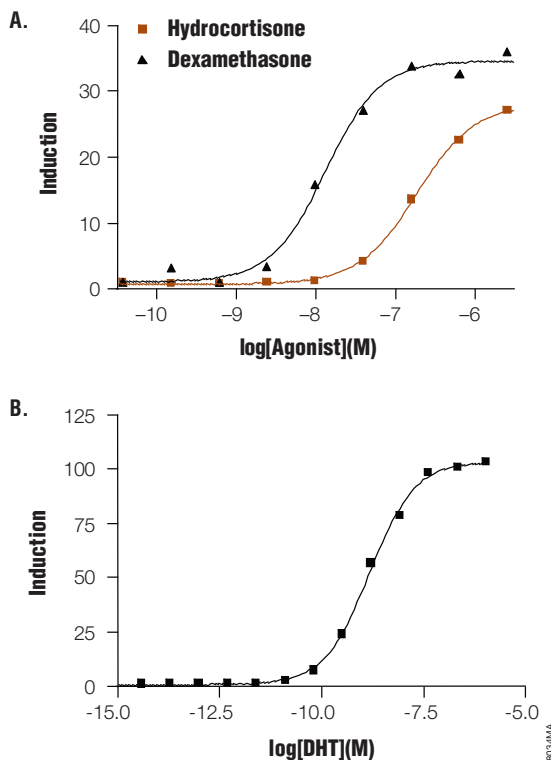 A.
Hydrocortisone
Dexamethasone
40
30
20
10
0
Induction
–10
–9
–8
–7
–6
log[Agonist](M)
B.
125
100
75
50
25
0
Induction
-15.0
-12.5
-10.0
-7.5
-5.0
log[DHT](M)